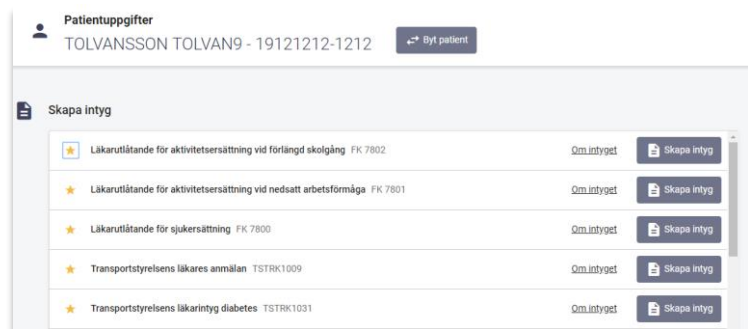 Patientuppgifter
TOLVANSSON TOLVAN9 - 19121212-1212
Byt patient
Skapa intyg
Läkarutlåtande för aktivitetsersättning vid förlängd skolgång FK 7802 Om intyget Skapa intyg
Läkarutlåtande för aktivitetsersättning vid nedsatt arbetsförmåga FK 7801 Om intyget Skapa intyg
Läkarutlåtande för sjukersättning FK 7800 Om intyget Skapa intyg
Transportstyrelsens läkares anmälan TSTRK1009 Om intyget Skapa intyg
Transportstyrelsens läkarintyg diabetes TSTRK1031 Om intyget Skapa intyg